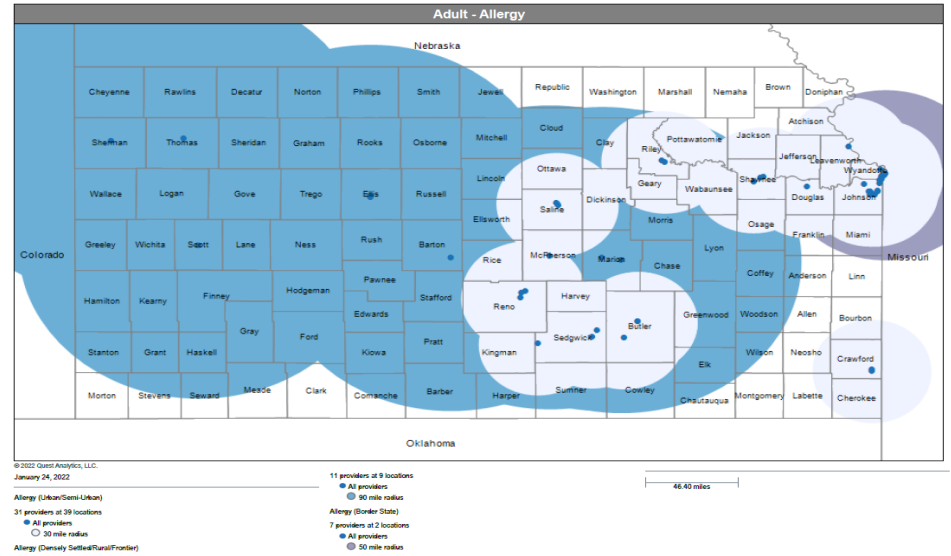 Adult - Allergy
Nebraska
Cheyenne Rawlins Decatur Norton Phillips Smith Jewell Republic Washington Marshall Nemaha Brown Doniphan
Atchison
Sherman Thomas Sheridan Graham Rooks Osborne Mitchell Cloud Clay Riley Pottawatomie Jackson
Jefferson Leavenworth
Wyandotte
Lincoln Ottawa Geary Wabaunsee Shawnee
Wallace Logan Gove Trego Ellis Russell Saline Dickinson Douglas Johnson
Ellsworth Morris Osage
Franklin Miami
Greeley Wichita Scott Lane Ness Rush Barton Rice McPherson Marion Chase Lyon
Colorado Missouri
Coffey Anderson Linn
Pawnee
Hamilton Kearny Finney Hodgeman Stafford Reno Harvey
Edwards Greenwood Woodson Allen Bourbon
Gray Ford Pratt Sedgwick Butler
Stanton Grant Haskell Kiowa Kingman Elk Wilson Neosho Crawford
Morton Stevens Seward Meade Clark Comanche Barber Harper Sumner Cowley Chautauqua Montgomery Labette Cherokee
Oklahoma
© 2022 Quest Analytics, LLC.
January 24, 2022
Allergy (Urban/Semi-Urban)
31 providers at 39 locations
All providers
30 mile radius
Allergy (Densely Settled/Rural/Frontier)
11 providers at 9 locations
All providers
90 mile radius
Allergy (Border State)
7 providers at 2 locations
All providers
50 mile radius
46.40 miles